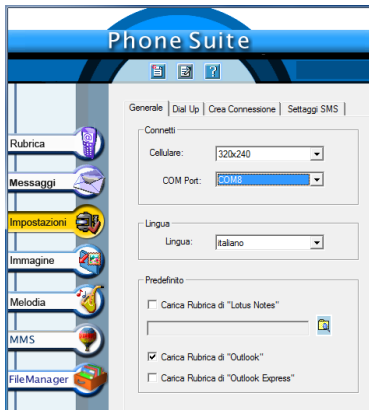 Phone Suite
Generale Dial Up Crea Connessione Settaggi SMS
Connetti
Cellulare: 320x240
COM Port: COM8
Lingua
Lingua: italiano
Predefinito
Carica Rubrica di "Lotus Notes"
Carica Rubrica di "Outlook"
Carica Rubrica di "Outlook Express"
Rubrica
Messaggi
Impostazioni
Immagine
Melodia
MMS
FileManager